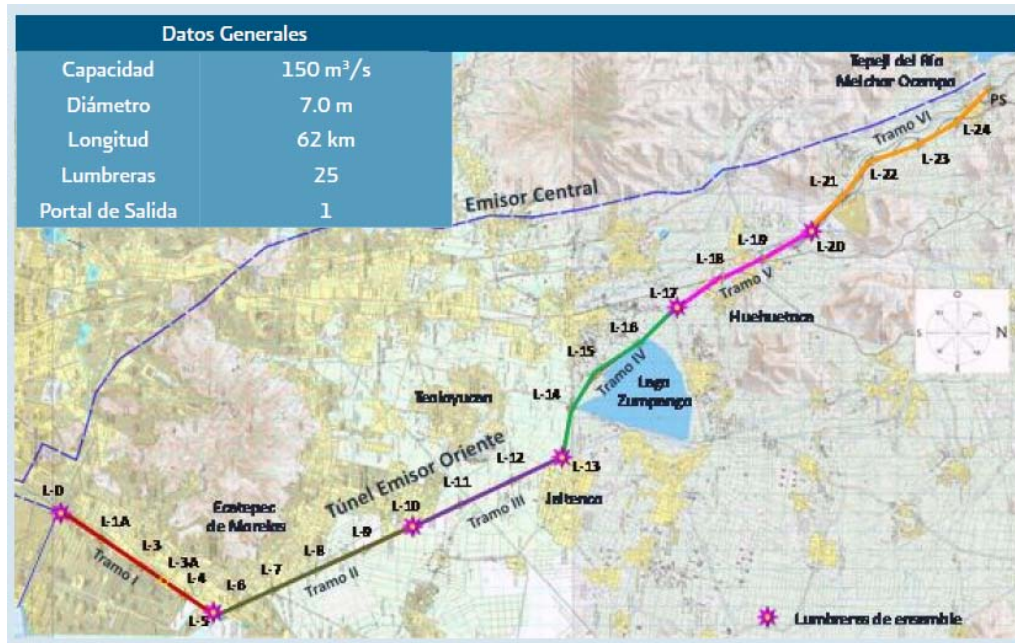 Datos Generales
Capacidad 150 m³/s
Diámetro 7.0 m
Longitud 62 km
Lumbreras 25
Portal de Salida 1
Tepeji del Río
Melchor Ocampo
PS
Tramo VI
L-24
L-23
L-22
L-21
Emisor Central
L-20
L-19
L-18
Tramo V
L-17
Huehuetoca
L-16
L-15
Tramo IV
Lago
Zumpango
L-14
Teoloyucan
Túnel Emisor Oriente
L-13
L-12
L-11
L-10
Tramo III
Jaltenco
L-0
L-1A
Ecatepec
de Morelos
L-9
L-8
L-3
L-3A
L-4
L-7
L-6
Tramo I
Tramo II
L-5
S
N
O
E
Lumbreras de ensamble